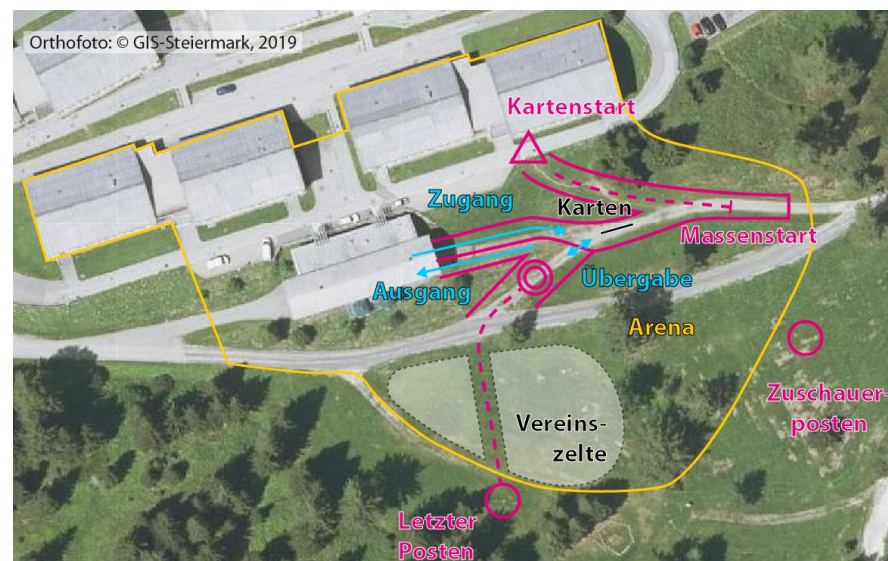 Orthofoto: © GIS-Steiermark, 2019
Kartenstart
Zugang
Karten
Massenstart
Ausgang
Übergabe
Arena
Zuschauer-
posten
Vereins-
zelte
Letzter
Posten